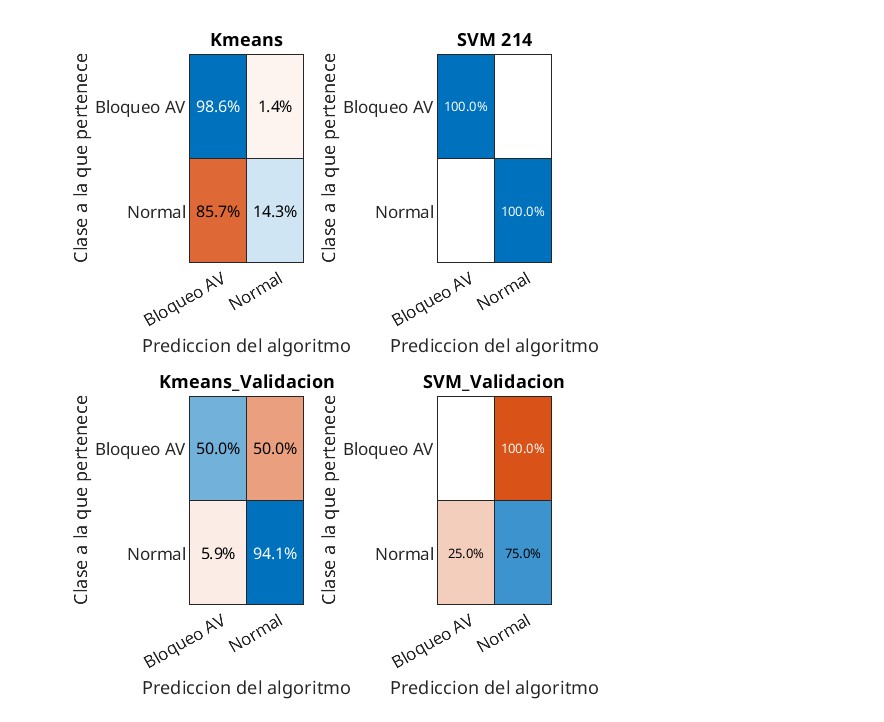 Kmeans
Clase a la que pertenece
Bloqueo AV
98.6%
1.4%
Normal
85.7%
14.3%
Bloqueo AV
Normal
Prediccion del algoritmo
SVM 214
Clase a la que pertenece
Bloqueo AV
100.0%
Normal
100.0%
Bloqueo AV
Normal
Prediccion del algoritmo
Kmeans_Validacion
Clase a la que pertenece
Bloqueo AV
50.0%
50.0%
Normal
5.9%
94.1%
Bloqueo AV
Normal
Prediccion del algoritmo
SVM_Validacion
Clase a la que pertenece
Bloqueo AV
100.0%
Normal
25.0%
75.0%
Bloqueo AV
Normal
Prediccion del algoritmo